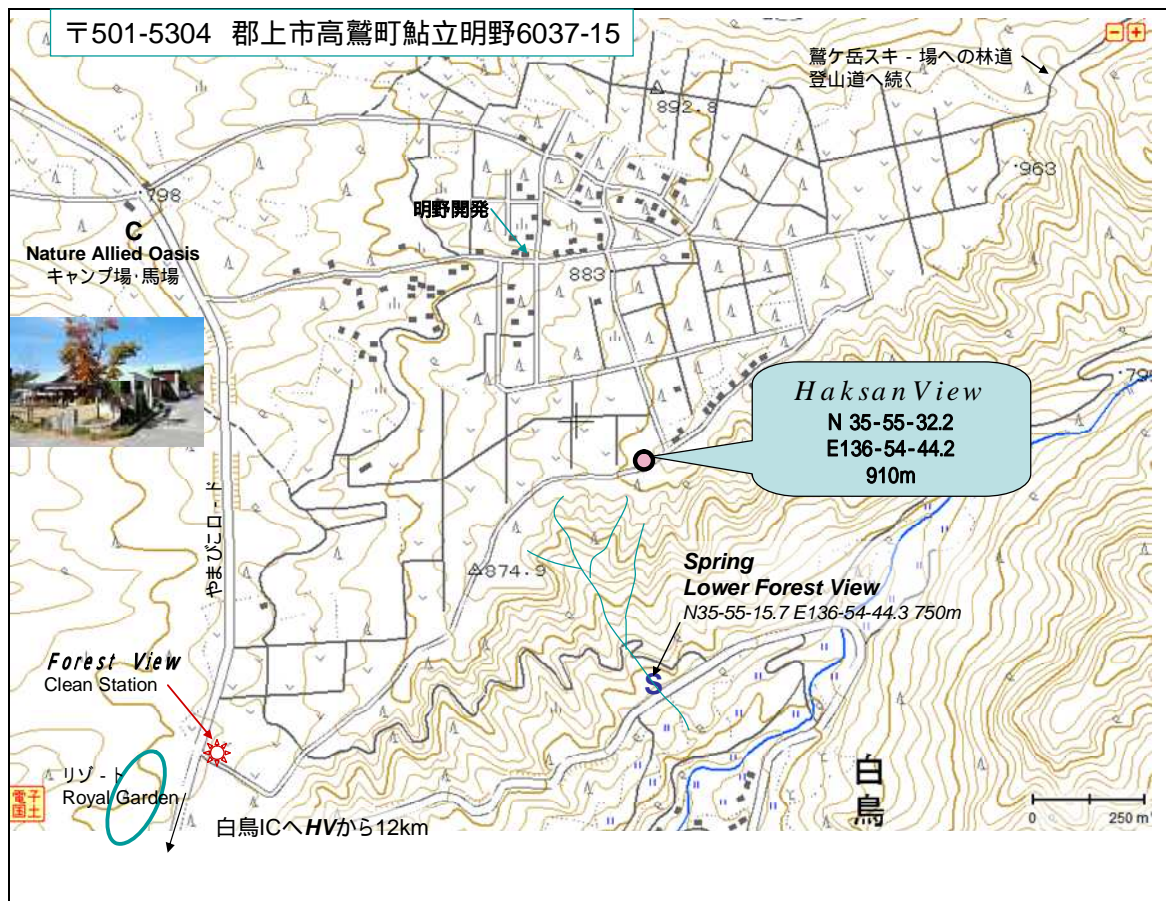 〒501-5304 郡上市高鷲町鮎立明野6037-15
鷲ケ岳スキ-場への林道
登山道へ続く
892.8
963
798
C
Nature Allied Oasis
キャンプ場・馬場
明野開発
883
HaksanView
N 35-55-32.2
E136-54-44.2
910m
やまびこロ-ド
874.9
Spring
Lower Forest View
N35-55-15.7 E136-54-44.3 750m
S
Forest View
Clean Station
リゾ-ト
Royal Garden
電子
国土
白鳥ICへHVから12km
白鳥
0 250 m